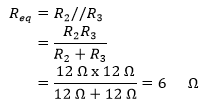 R_eq = R_2//R_3
= R_2R_3 / R_2 + R_3
= 12 Ω x 12 Ω / 12 Ω + 12 Ω = 6 Ω